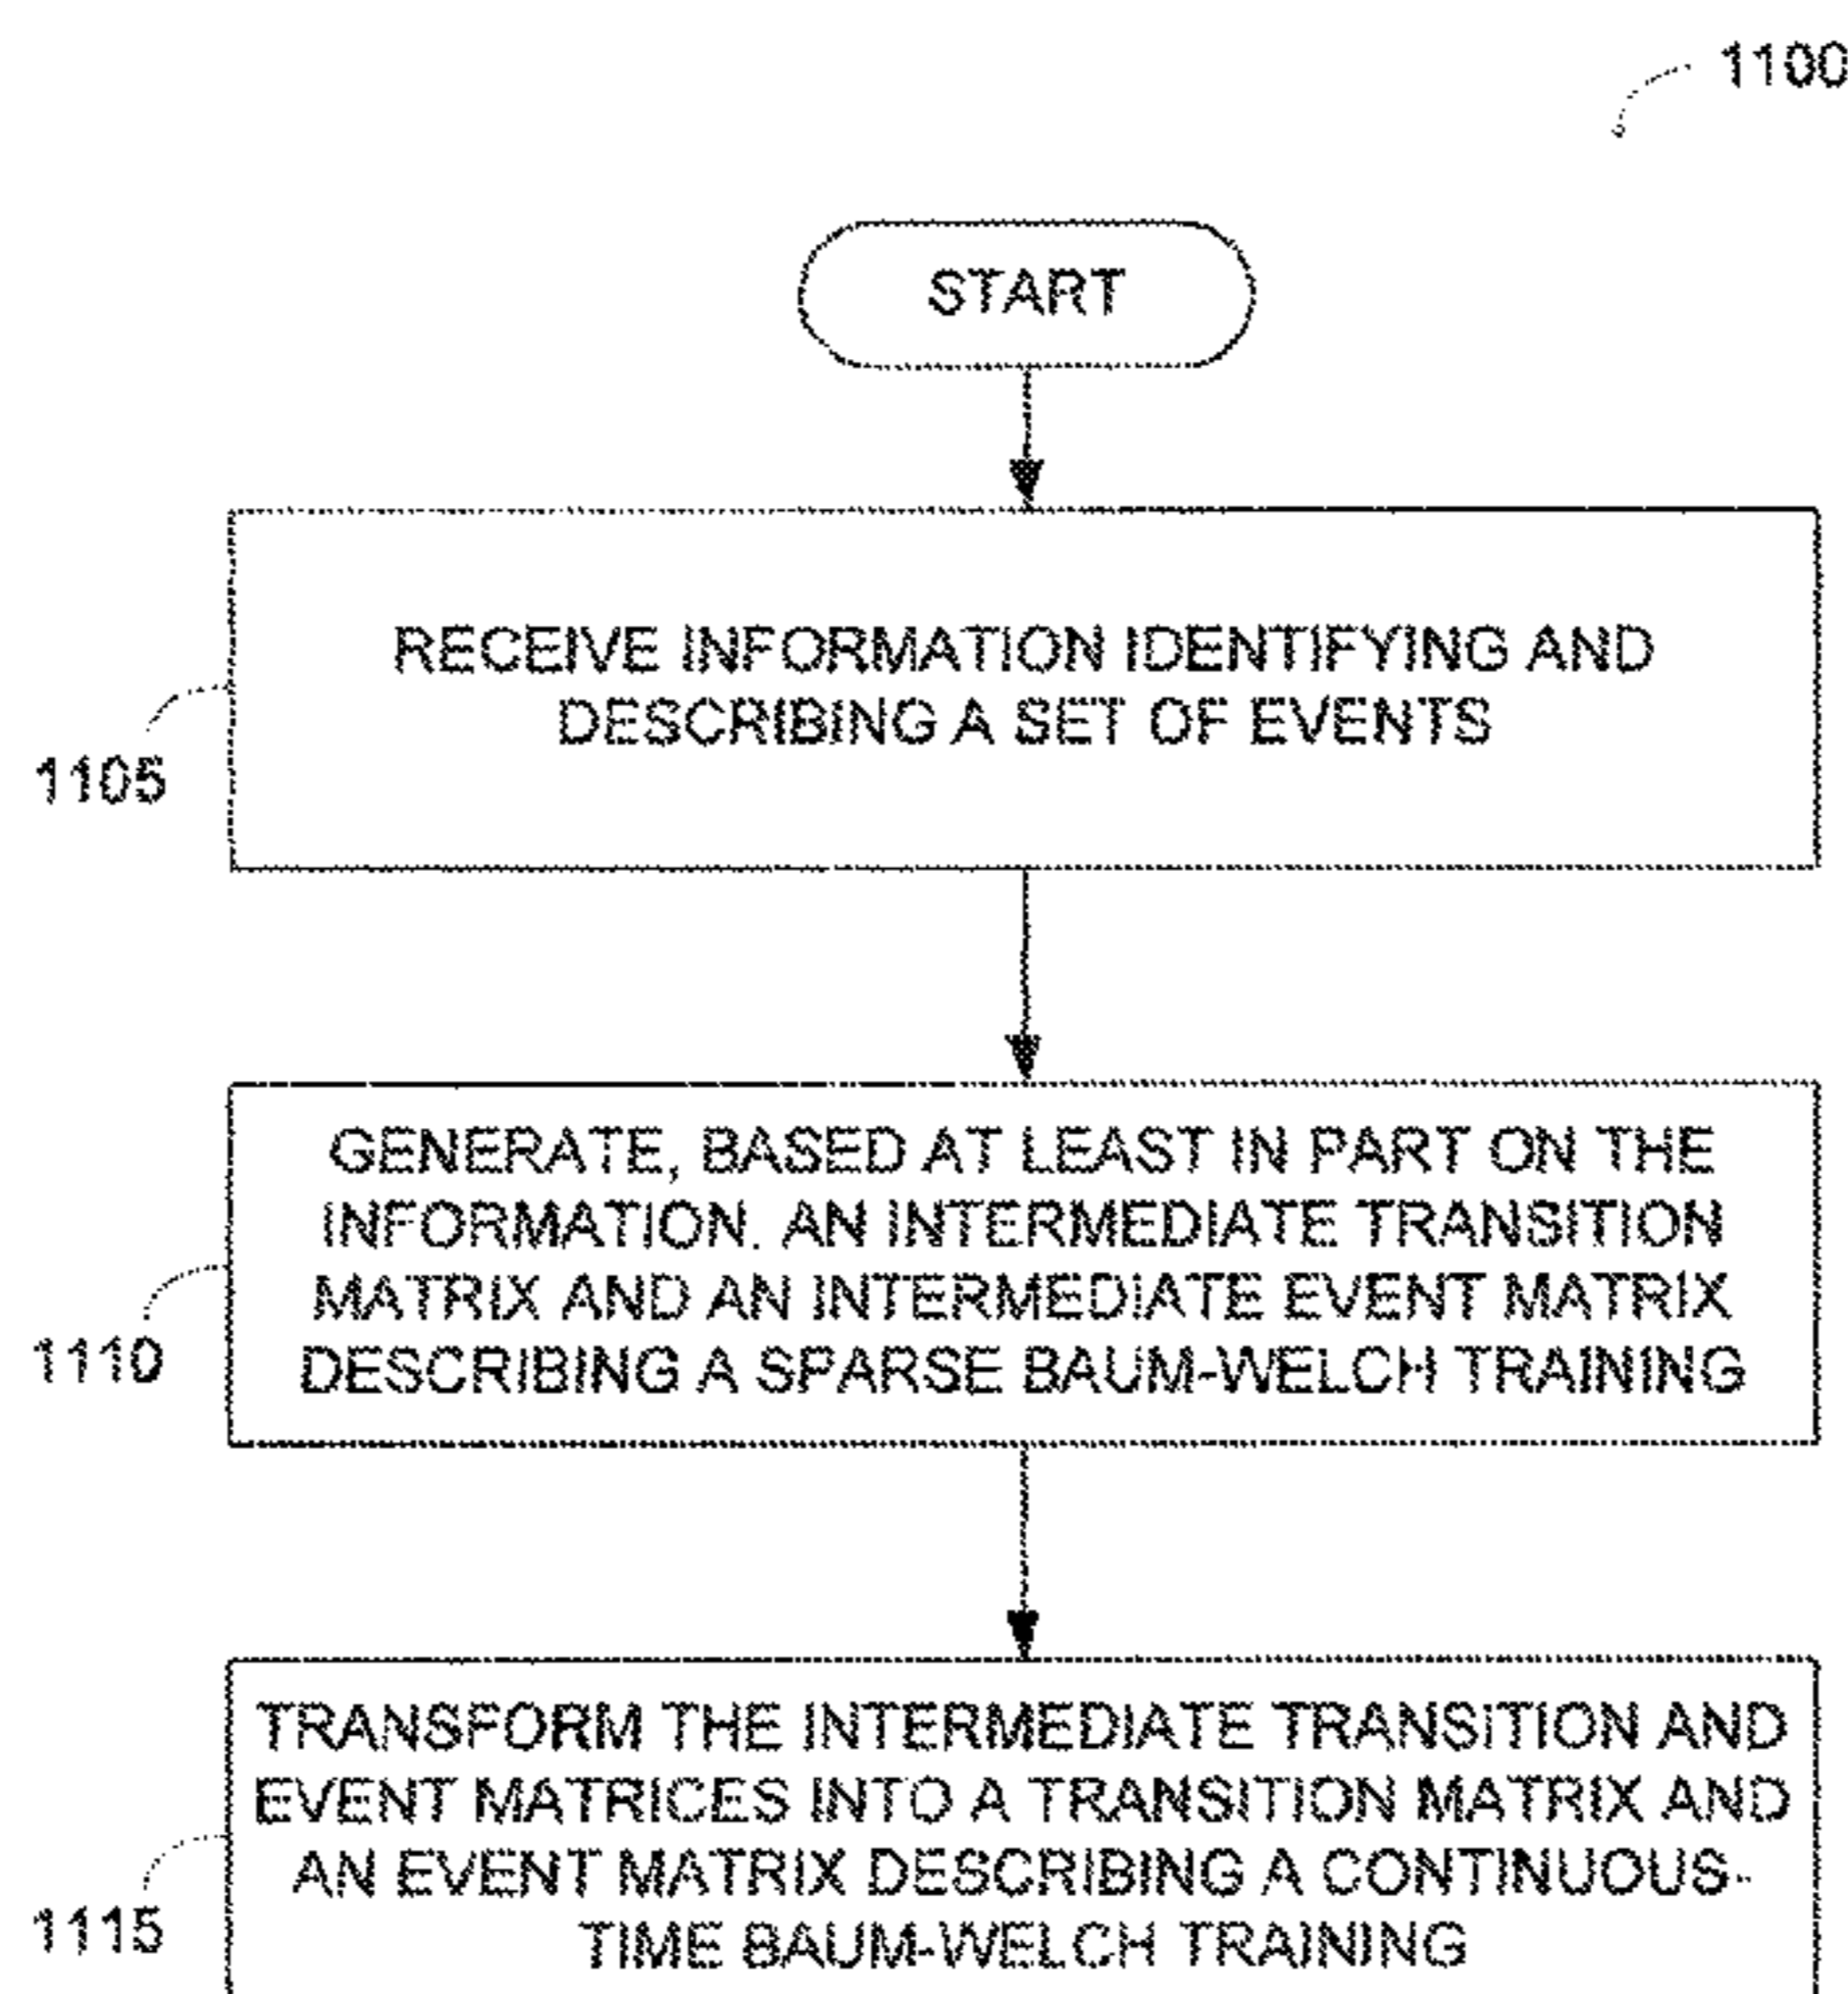 1100
START
RECEIVE INFORMATION IDENTIFYING AND
DESCRIBING A SET OF EVENTS
1105
GENERATE, BASED AT LEAST IN PART ON THE
INFORMATION. AN INTERMEDIATE TRANSITION
MATRIX AND AN INTERMEDIATE EVENT MATRIX
DESCRIBING A SPARSE BAUM-WELCH TRAINING
1110
TRANSFORM THE INTERMEDIATE TRANSITION AND
EVENT MATRICES INTO A TRANSITION MATRIX AND
AN EVENT MATRIX DESCRIBING A CONTINUOUS-
TIME BAUM-WELCH TRAINING
1115